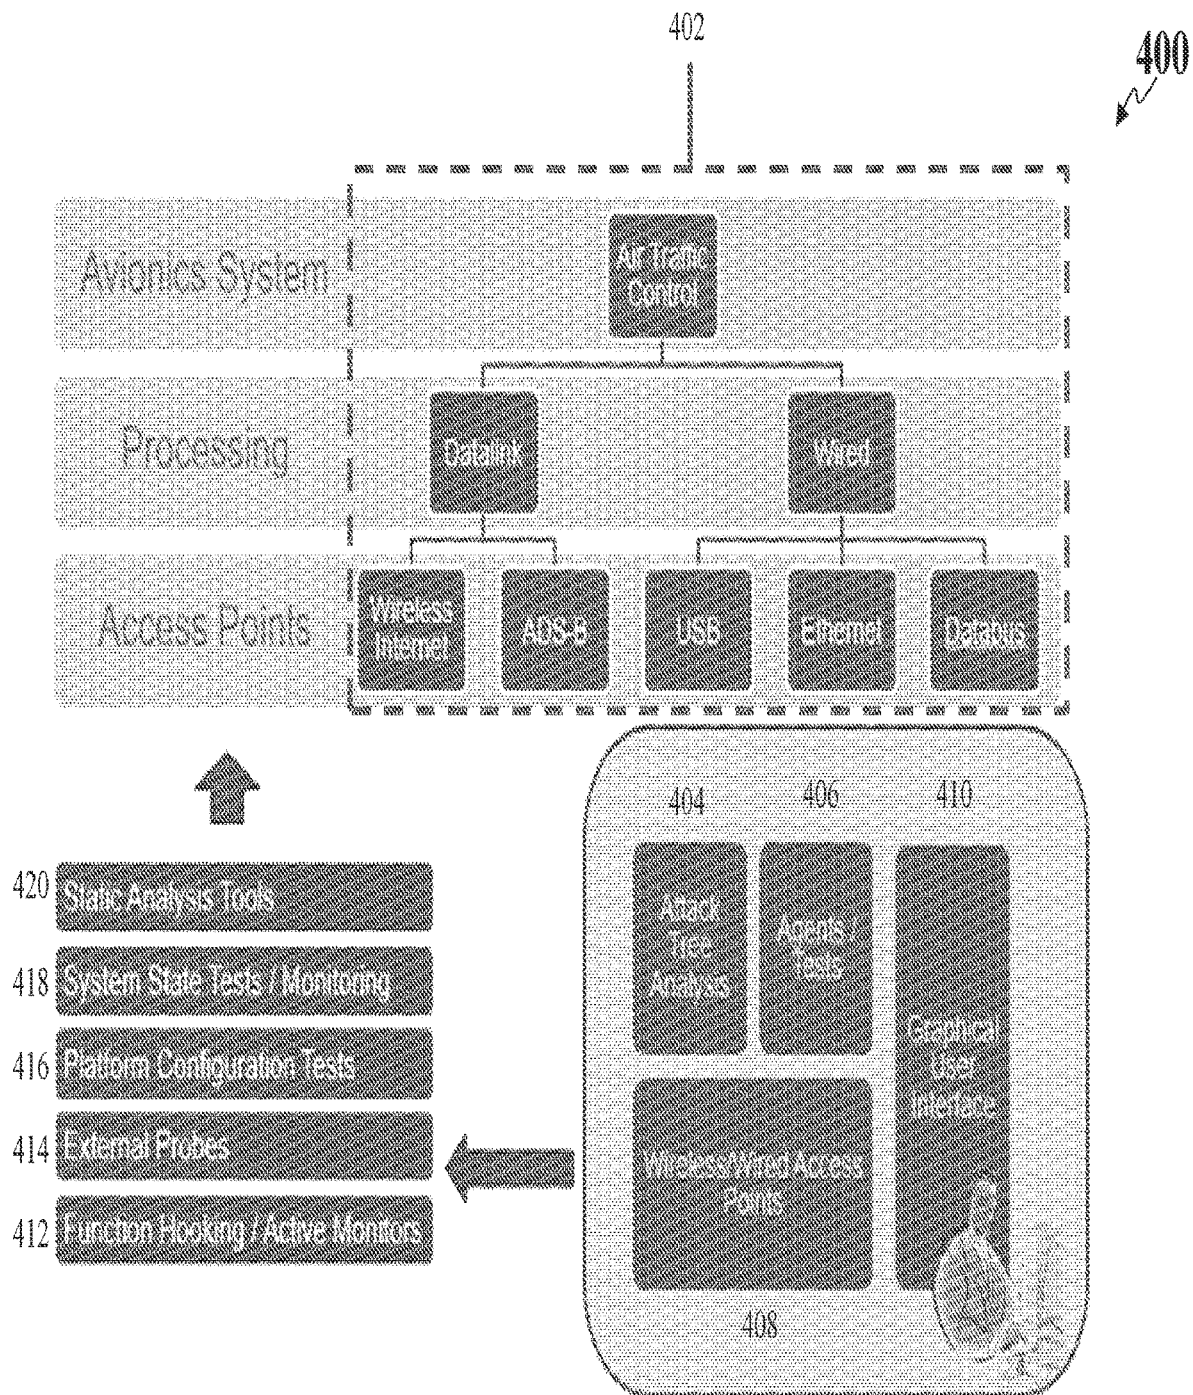 402
400
Avionics System
Air Traffic
Control
Processing
Datalink
Wired
Access Points
Wireless
Internet
ADS-B
USB
Ethernet
Databus
404
406
410
420
Static Analysis Tools
418
System State Tests / Monitoring
416
Platform Configuration Tests
414
External Probes
412
Function Hooking / Active Monitors
Attack
Tree
Analysis
Agents /
Tests
Graphical
User
Interface
Wireless/Wired Access
Points
408